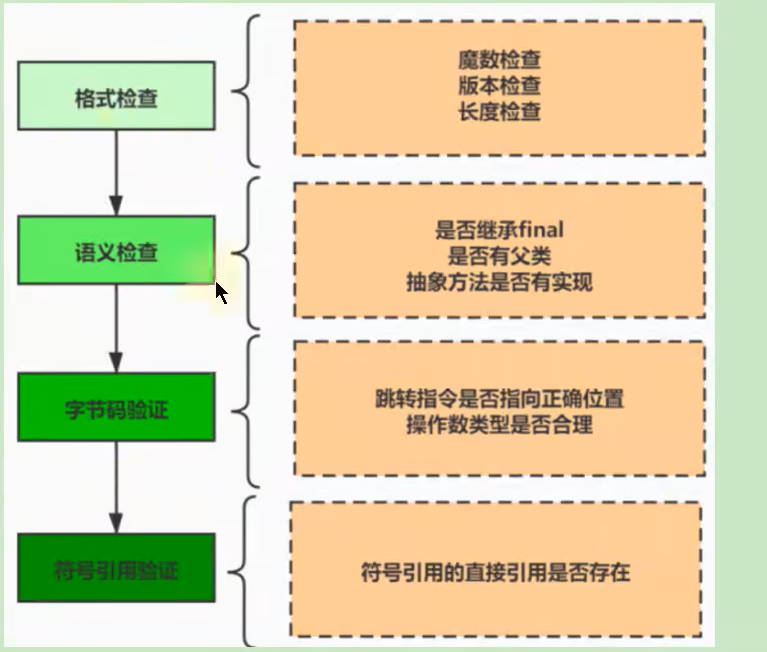 格式检查
魔数检查
版本检查
长度检查
语义检查
是否继承final
是否有父类
抽象方法是否有实现
字节码验证
跳转指令是否指向正确位置
操作数类型是否合理
符号引用验证
符号引用的直接引用是否存在